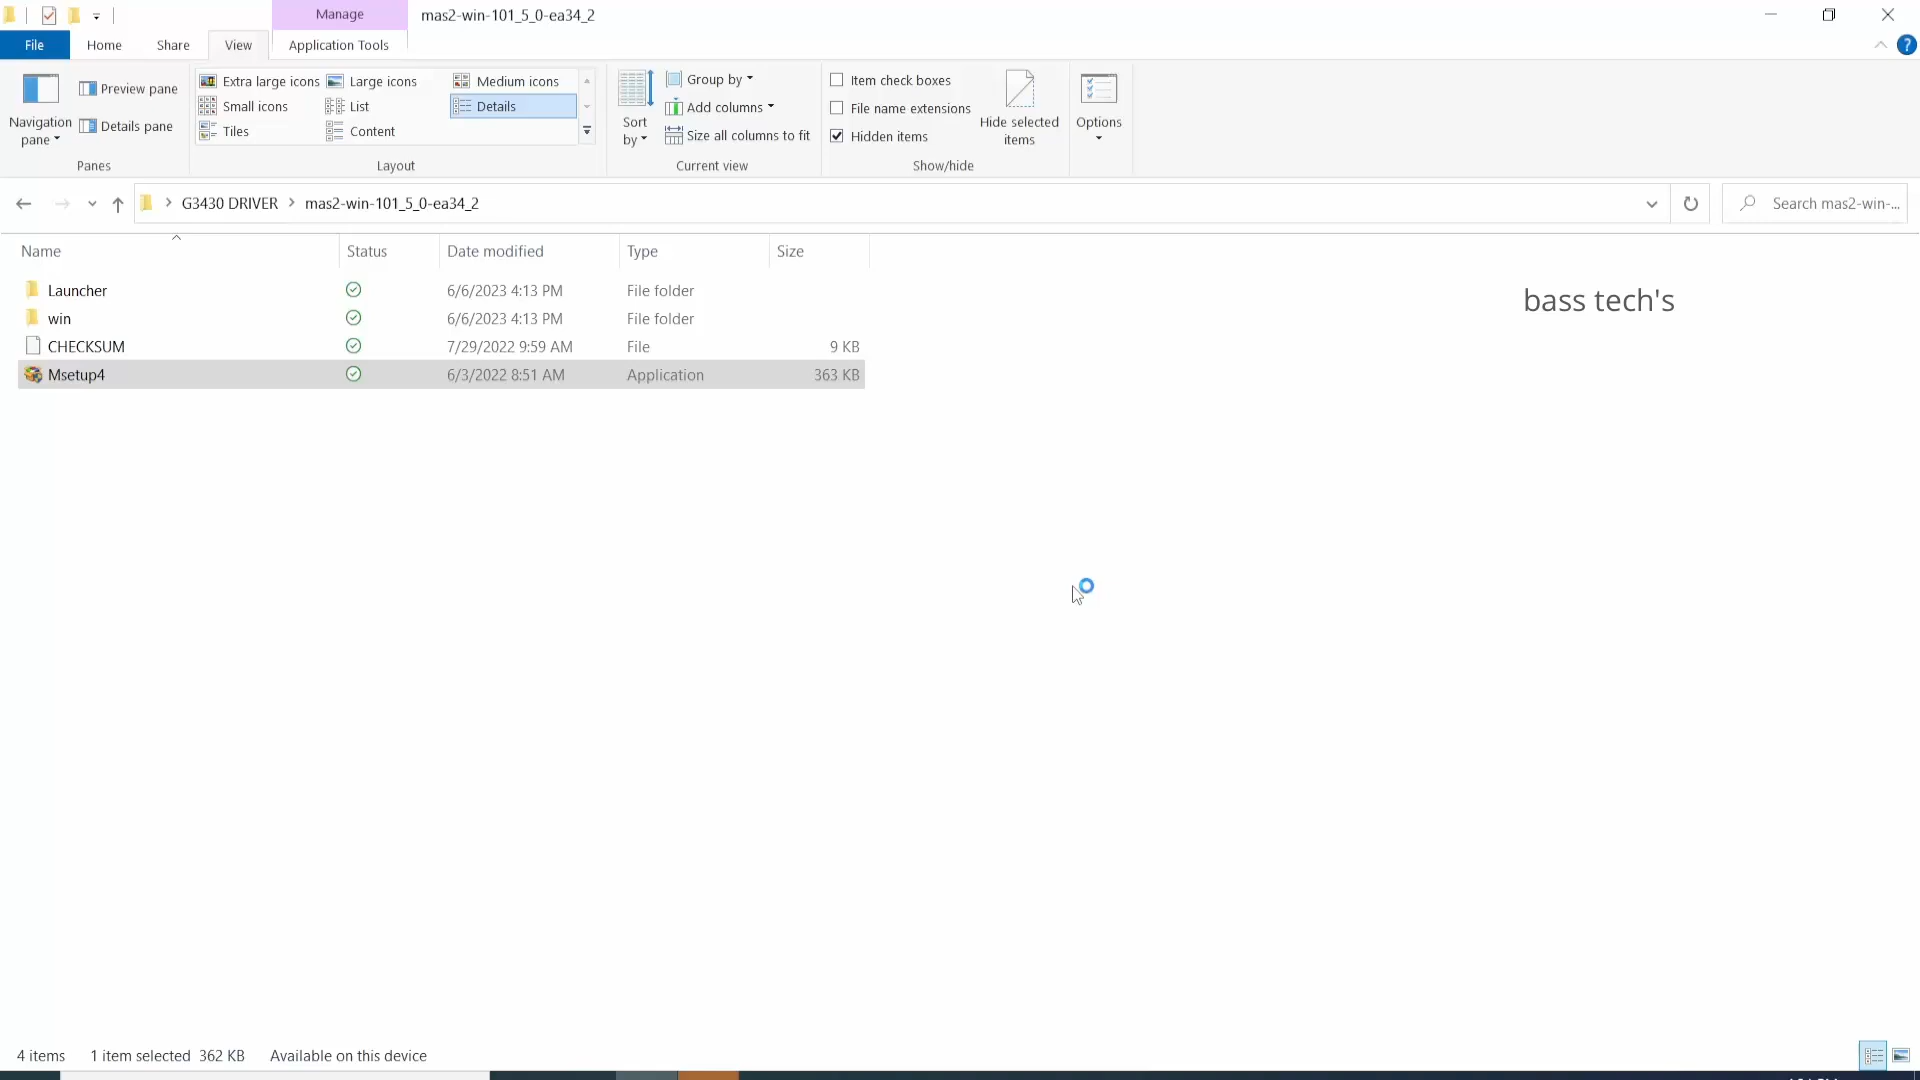 Manage
mas2-win-101_5_0-ea34_2
File
Home
Share
View
Application Tools
Navigation pane
Preview pane
Details pane
Panes
Extra large icons
Large icons
Medium icons
Small icons
List
Details
Tiles
Content
Layout
Sort by
Group by
Add columns
Size all columns to fit
Current view
Item check boxes
File name extensions
Hidden items
Hide selected items
Show/hide
Options
G3430 DRIVER > mas2-win-101_5_0-ea34_2
Search mas2-win-...
Name Status Date modified Type Size
Launcher 6/6/2023 4:13 PM File folder
win 6/6/2023 4:13 PM File folder
CHECKSUM 7/29/2022 9:59 AM File 9 KB
Msetup4 6/3/2022 8:51 AM Application 363 KB
bass tech's
4 items 1 item selected 362 KB Available on this device